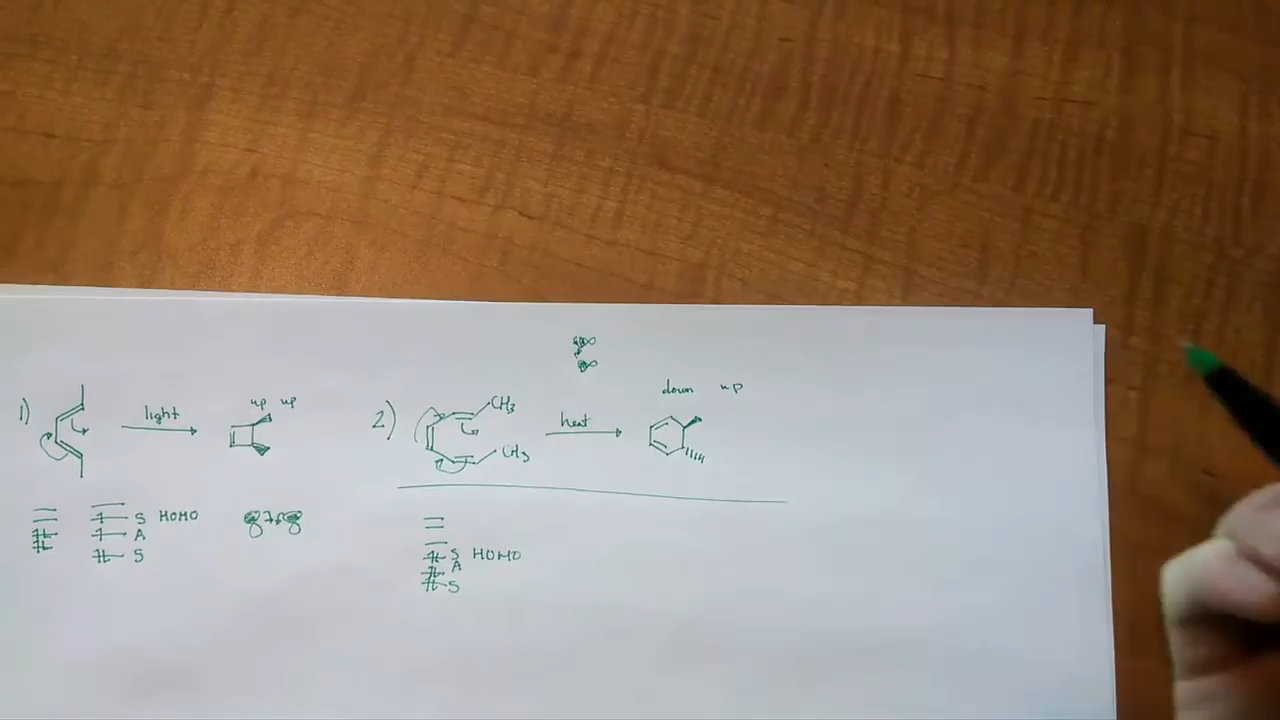 1) light up up
S HOMO
A
S
2) CH3 CH3 heat down up
S HOMO
A
S